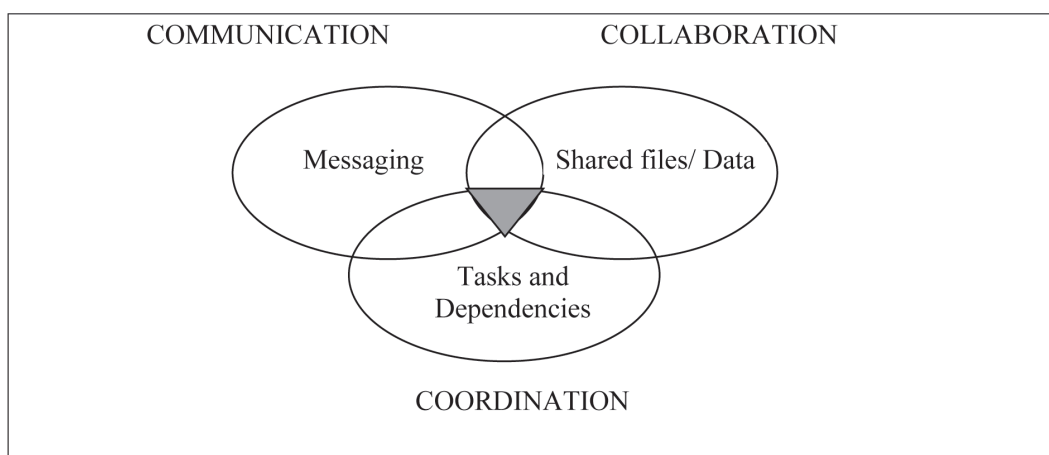 COMMUNICATION
COLLABORATION
Messaging
Shared files/ Data
Tasks and
Dependencies
COORDINATION